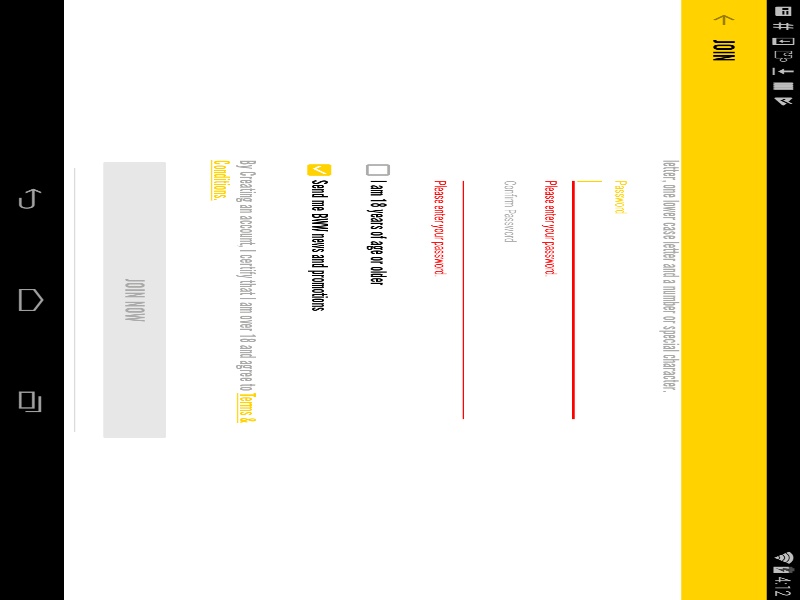 4:12
JOIN
letter, one lower case letter and a number or special character.
Password
Please enter your password
Confirm Password
Please enter your password
I am 18 years of age or older
Send me BWW news and promotions
By Creating an account, I certify that I am over 18 and agree to Terms &
Conditions.
JOIN NOW